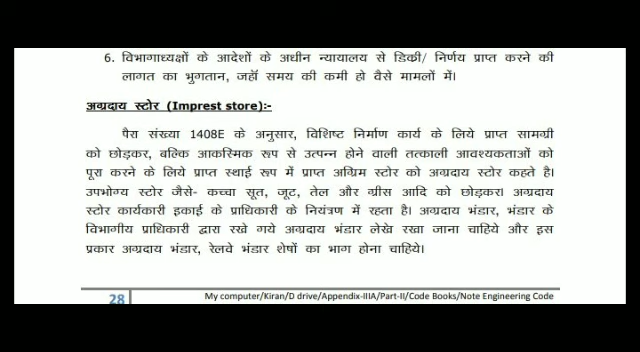 6. विभागाध्यक्षों के आदेशों के अधीन न्यायालय से डिक्री/ निर्णय प्राप्त करने की
लागत का भुगतान, जहाँ समय की कमी हो वैसे मामलों में।
अग्रदाय स्टोर (Imprest store):-
पैरा संख्या 1408E के अनुसार, विशिष्ट निर्माण कार्य के लिये प्राप्त सामग्री
को छोड़कर, बल्कि आकस्मिक रूप से उत्पन्न होने वाली तत्काली आवश्यकताओं को
पूरा करने के लिये प्राप्त स्थाई रूप में प्राप्त अग्रिम स्टोर को अग्रदाय स्टोर कहते है।
उपभोग्य स्टोर जैसे- कच्चा सूत, जूट, तेल और ग्रीस आदि को छोड़कर। अग्रदाय
स्टोर कार्यकारी इकाई के प्राधिकारी के नियंत्रण में रहता है। अग्रदाय भंडार, भंडार के
विभागीय प्राधिकारी द्वारा रखे गये अग्रदाय भंडार लेखे रखा जाना चाहिये और इस
प्रकार अग्रदाय भंडार, रेलवे भंडार शेषों का भाग होना चाहिये।
28 My computer/Kiran/D drive/Appendix-IIIA/Part-II/Code Books/Note Engineering Code